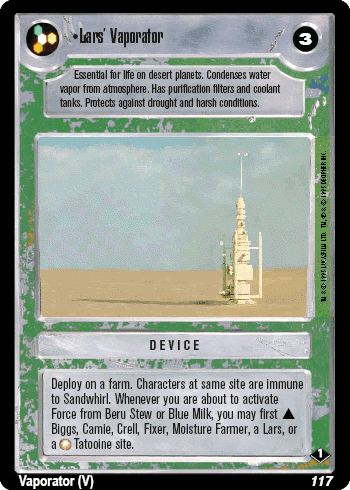 •Lars' Vaporator
3
Essential for life on desert planets. Condenses water
vapor from atmosphere. Has purification filters and coolant
tanks. Protects against drought and harsh conditions.
DEVICE
Deploy on a farm. Characters at same site are immune
to Sandwhirl. Whenever you are about to activate
Force from Beru Stew or Blue Milk, you may first ▲
Biggs, Camie, Crell, Fixer, Moisture Farmer, a Lars, or
a Tatooine site.
1
Vaporator (V)
117